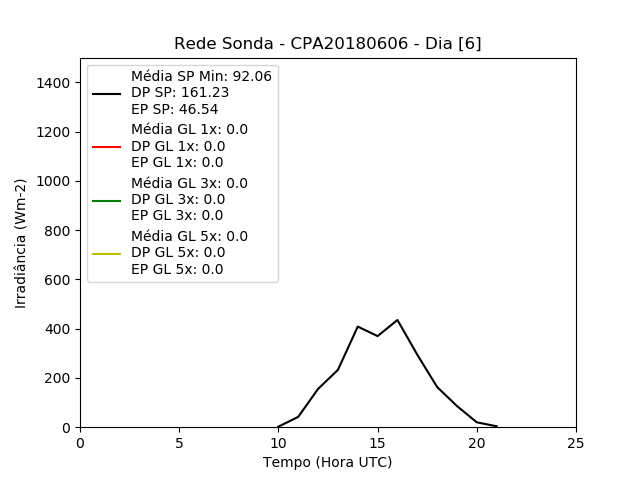 Rede Sonda - CPA20180606 - Dia [6]
Média SP Min: 92.06
DP SP: 161.23
EP SP: 46.54
Média GL 1x: 0.0
DP GL 1x: 0.0
EP GL 1x: 0.0
Média GL 3x: 0.0
DP GL 3x: 0.0
EP GL 3x: 0.0
Média GL 5x: 0.0
DP GL 5x: 0.0
EP GL 5x: 0.0
Irradiância (Wm-2)
1400
1200
1000
800
600
400
200
0
0 5 10 15 20 25
Tempo (Hora UTC)